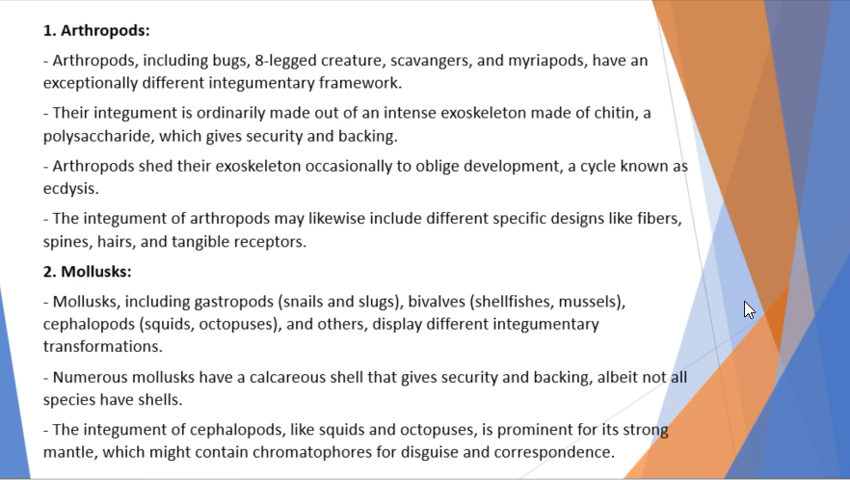 1. Arthropods:
- Arthropods, including bugs, 8-legged creature, scavangers, and myriapods, have an
exceptionally different integumentary framework.
- Their integument is ordinarily made out of an intense exoskeleton made of chitin, a
polysaccharide, which gives security and backing.
- Arthropods shed their exoskeleton occasionally to oblige development, a cycle known as
ecdysis.
- The integument of arthropods may likewise include different specific designs like fibers,
spines, hairs, and tangible receptors.
2. Mollusks:
- Mollusks, including gastropods (snails and slugs), bivalves (shellfishes, mussels),
cephalopods (squids, octopuses), and others, display different integumentary
transformations.
- Numerous mollusks have a calcareous shell that gives security and backing, albeit not all
species have shells.
- The integument of cephalopods, like squids and octopuses, is prominent for its strong
mantle, which might contain chromatophores for disguise and correspondence.